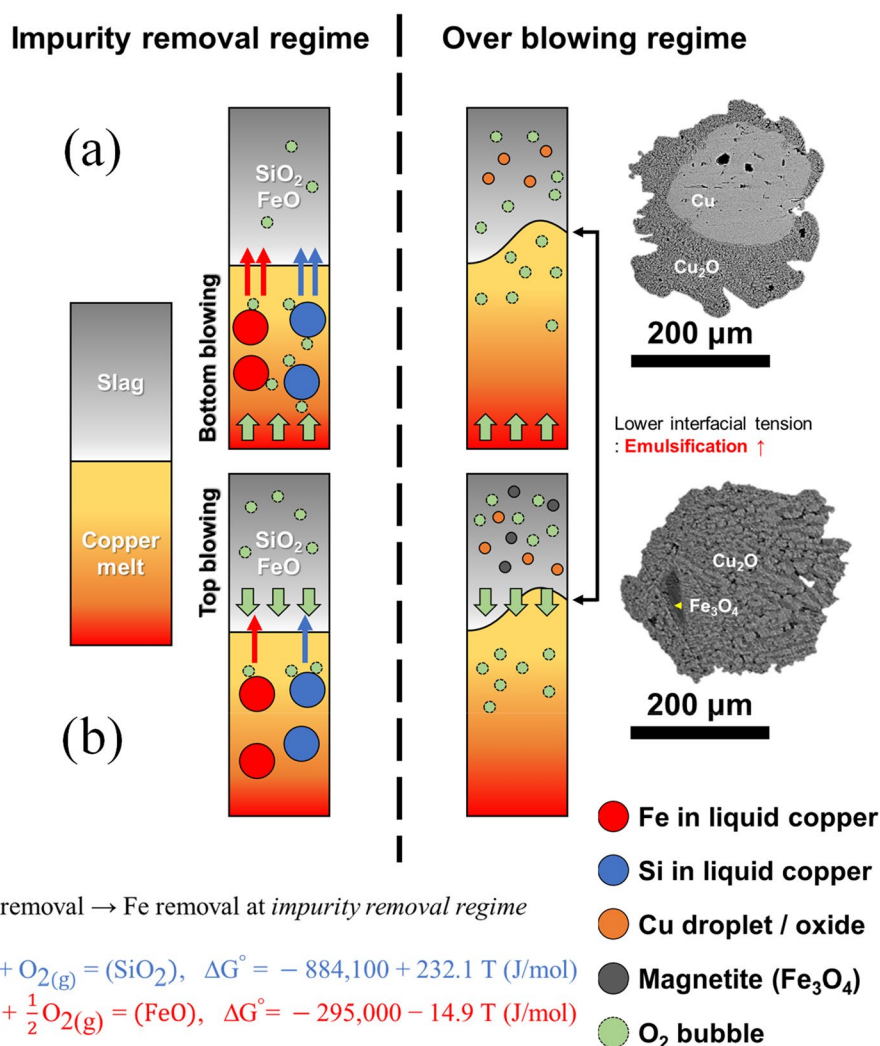 Impurity removal regime
Over blowing regime
(a)
SiO₂
FeO
Bottom blowing
Cu
Cu₂O
200 μm
Slag
Copper
melt
Lower interfacial tension
: Emulsification ↑
Top blowing
SiO₂
FeO
Cu₂O
Fe₃O₄
200 μm
(b)
Fe in liquid copper
Si in liquid copper
Cu droplet / oxide
Magnetite (Fe₃O₄)
O₂ bubble
removal → Fe removal at impurity removal regime
+ O₂(g) = (SiO₂), ΔG° = − 884,100 + 232.1 T (J/mol)
+ 1/2 O₂(g) = (FeO), ΔG° = − 295,000 − 14.9 T (J/mol)